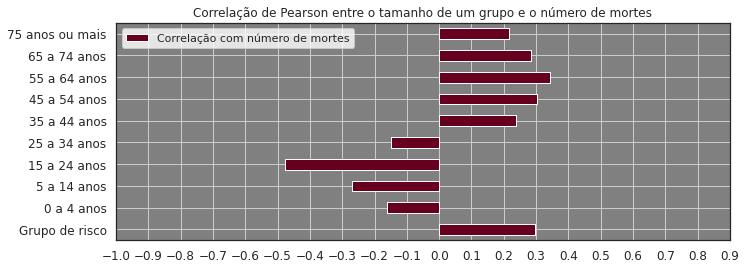 Correlação de Pearson entre o tamanho de um grupo e o número de mortes
Correlação com número de mortes
75 anos ou mais
65 a 74 anos
55 a 64 anos
45 a 54 anos
35 a 44 anos
25 a 34 anos
15 a 24 anos
5 a 14 anos
0 a 4 anos
Grupo de risco
−1.0 −0.9 −0.8 −0.7 −0.6 −0.5 −0.4 −0.3 −0.2 −0.1 0.0 0.1 0.2 0.3 0.4 0.5 0.6 0.7 0.8 0.9